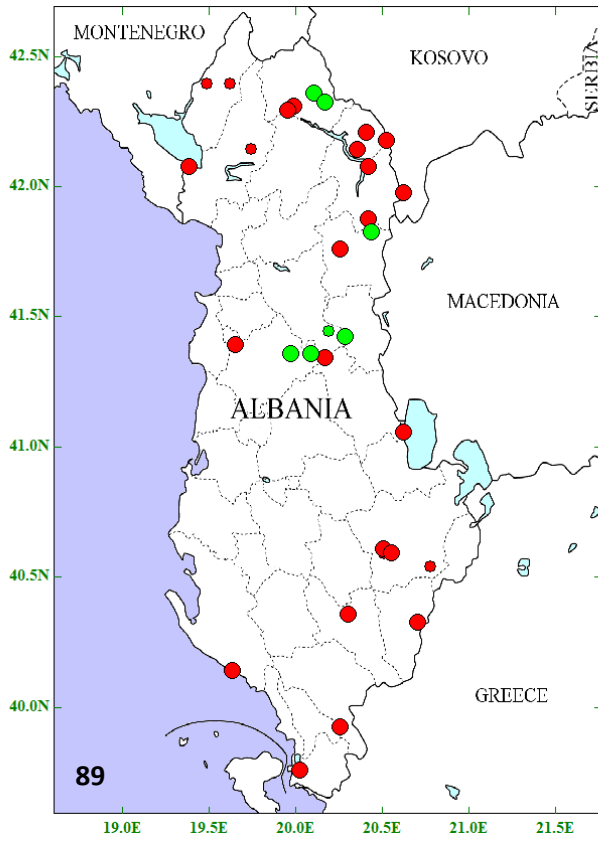 MONTENEGRO
42.5N
KOSOVO
SERBIA
42.0N
41.5N
MACEDONIA
ALBANIA
41.0N
40.5N
40.0N
GREECE
89
19.0E 19.5E 20.0E 20.5E 21.0E 21.5E